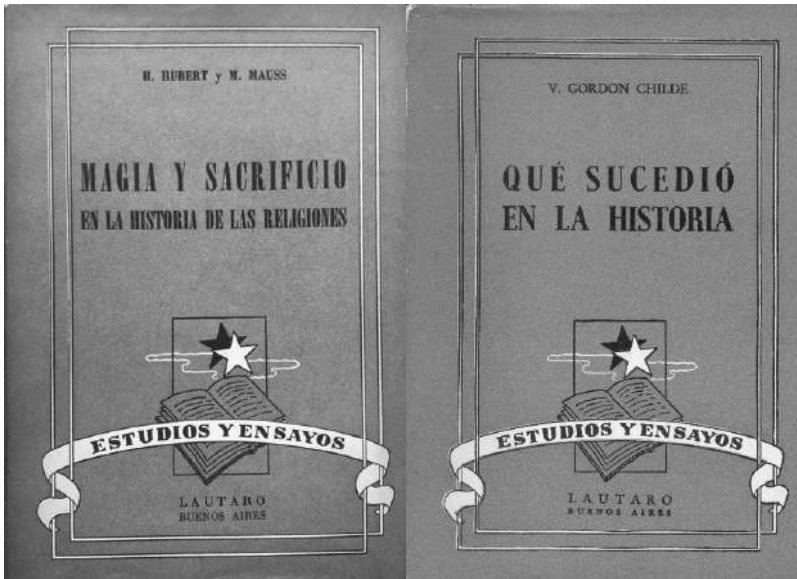 H. HUBERT y M. MAUSS
MAGIA Y SACRIFICIO
EN LA HISTORIA DE LAS RELIGIONES
ESTUDIOS Y ENSAYOS
LAUTARO
BUENOS AIRES
V. GORDON CHILDE
QUÉ SUCEDIÓ
EN LA HISTORIA
ESTUDIOS Y ENSAYOS
LAUTARO
BUENOS AIRES